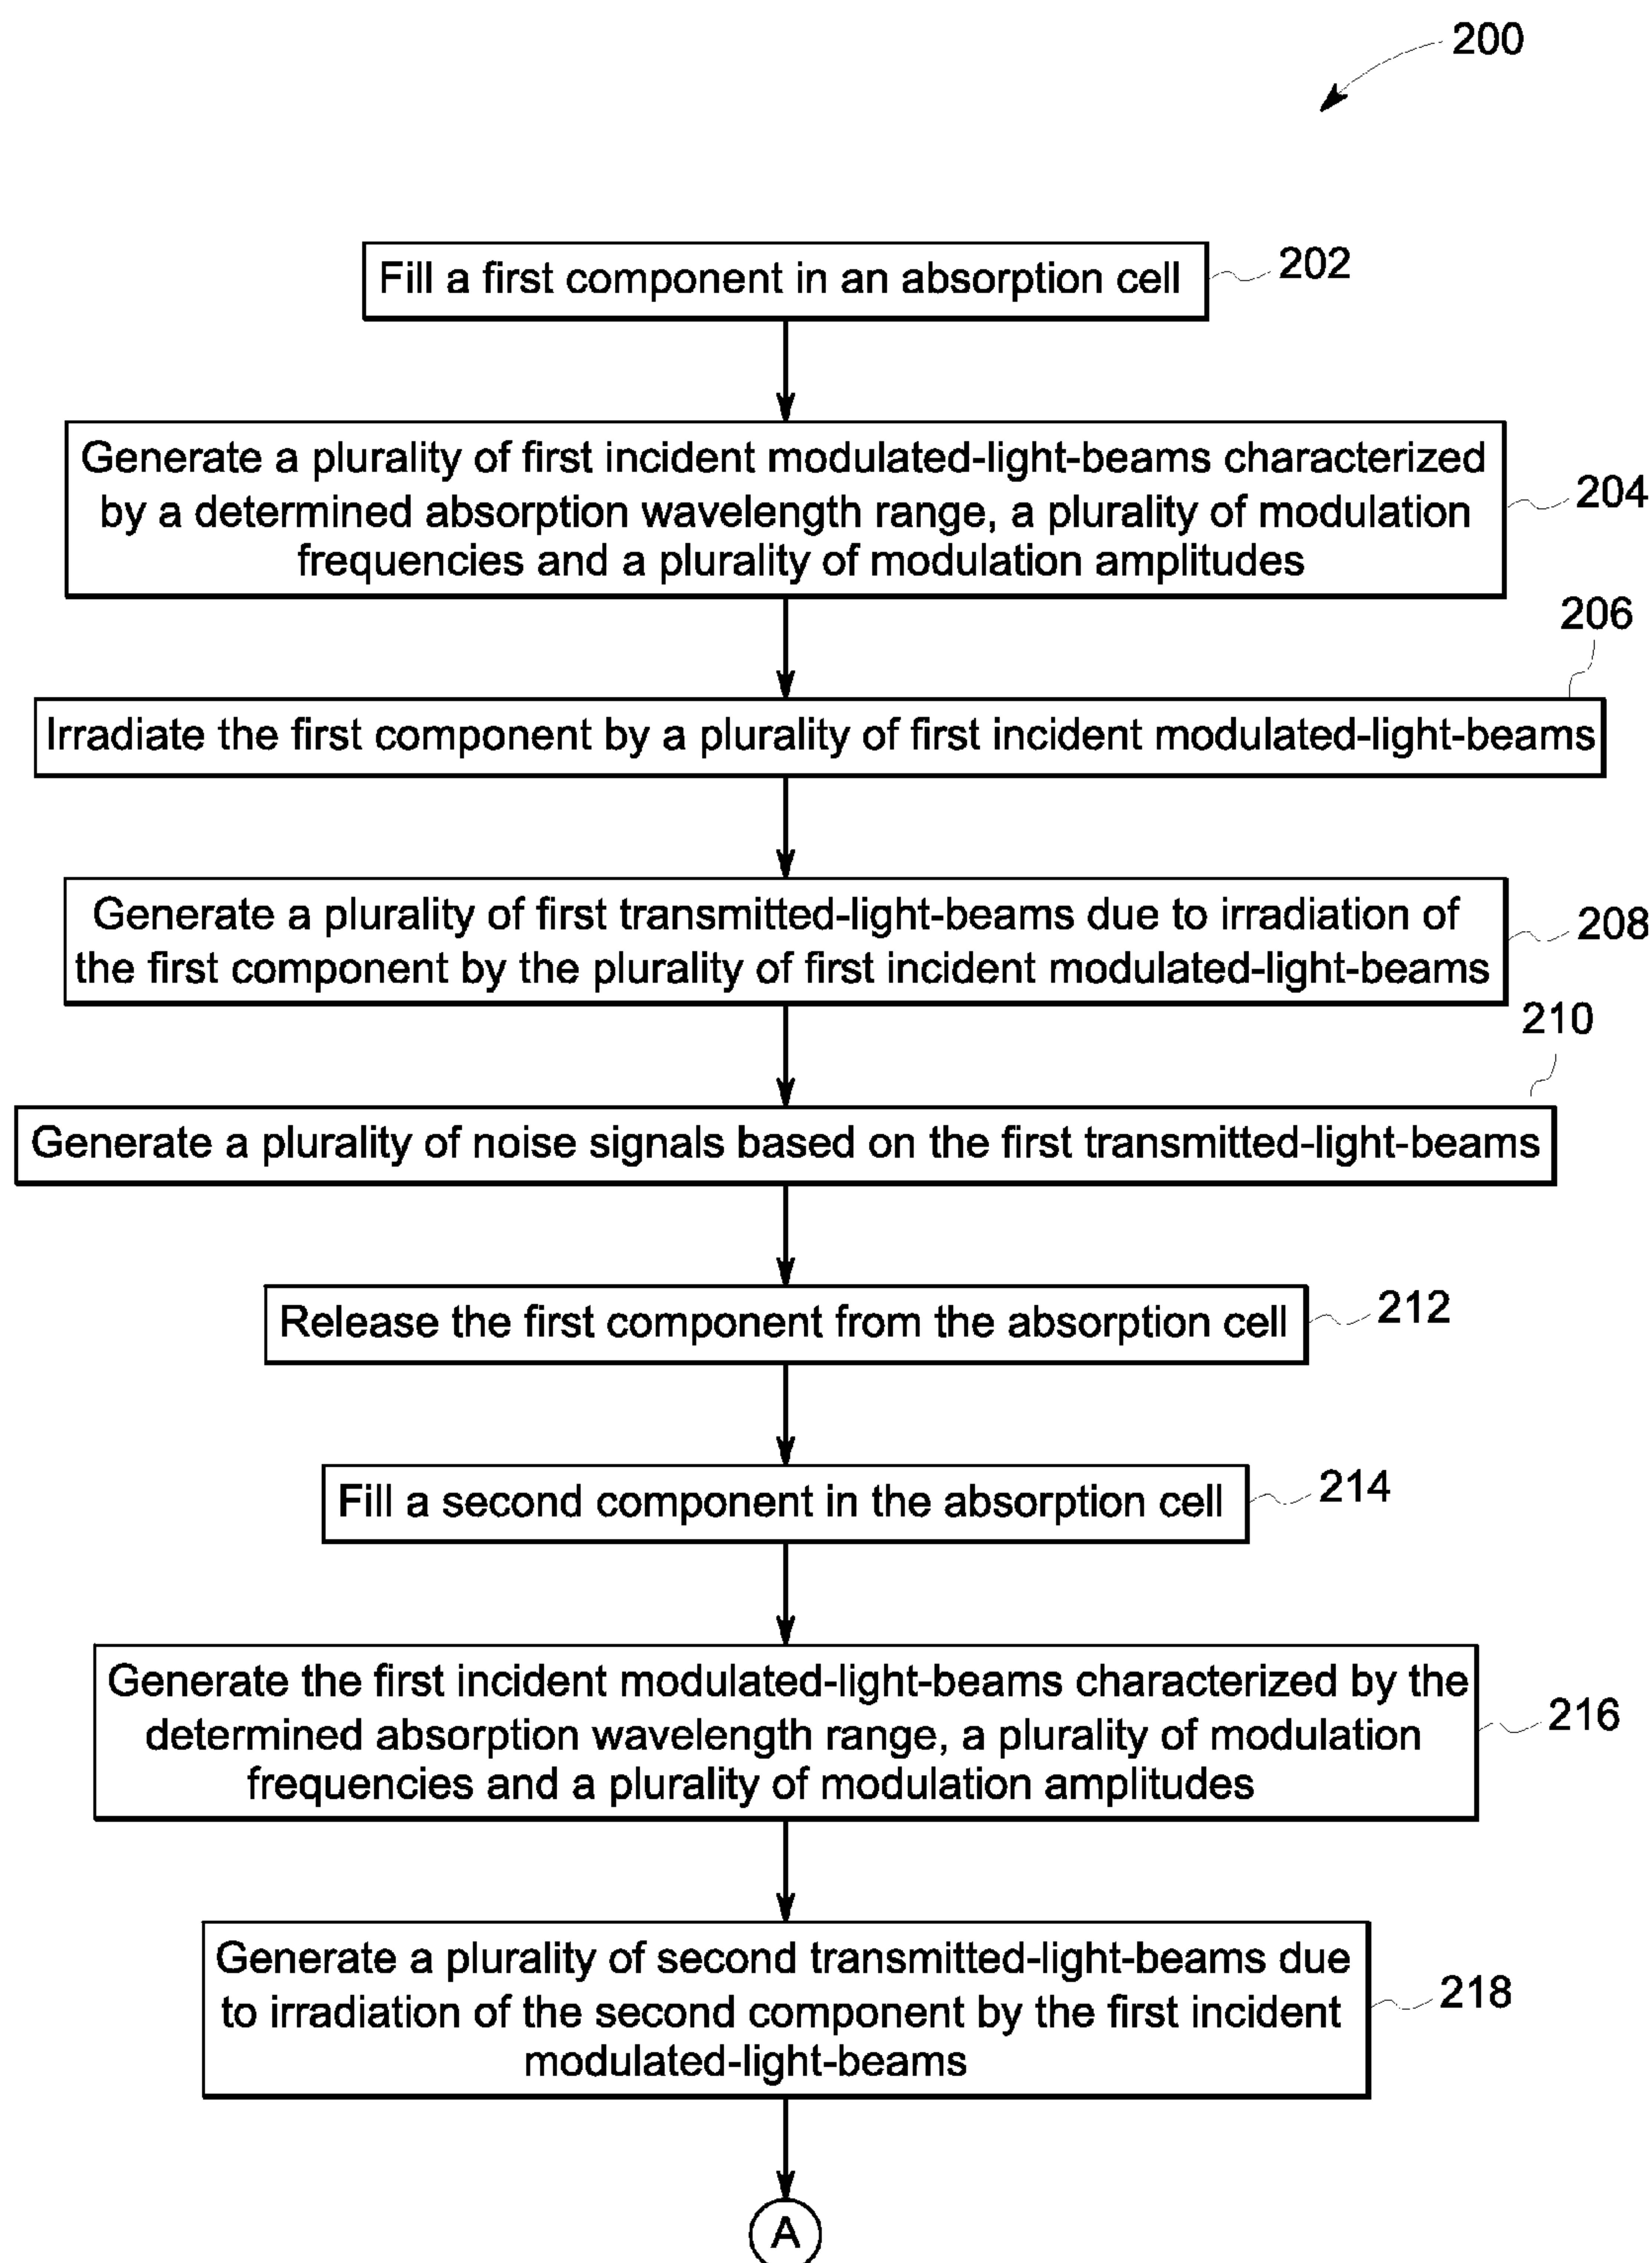 200
Fill a first component in an absorption cell
202
Generate a plurality of first incident modulated-light-beams characterized
by a determined absorption wavelength range, a plurality of modulation
frequencies and a plurality of modulation amplitudes
204
206
Irradiate the first component by a plurality of first incident modulated-light-beams
Generate a plurality of first transmitted-light-beams due to irradiation of
the first component by the plurality of first incident modulated-light-beams
208
210
Generate a plurality of noise signals based on the first transmitted-light-beams
Release the first component from the absorption cell
212
Fill a second component in the absorption cell
214
Generate the first incident modulated-light-beams characterized by the
determined absorption wavelength range, a plurality of modulation
frequencies and a plurality of modulation amplitudes
216
Generate a plurality of second transmitted-light-beams due
to irradiation of the second component by the first incident
modulated-light-beams
218
A